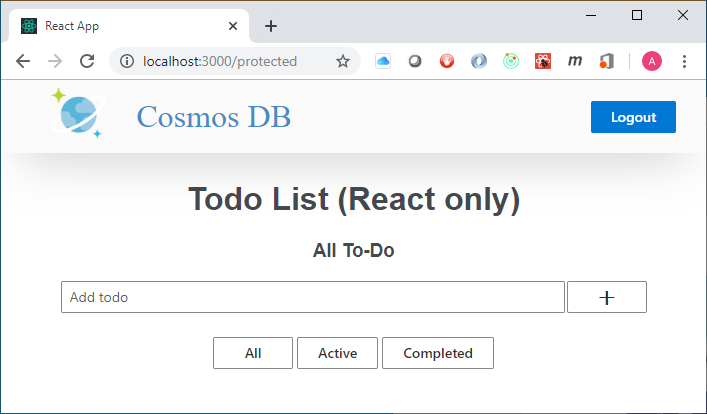 React App
localhost:3000/protected
m
A
Cosmos DB
Logout
Todo List (React only)
All To-Do
Add todo
All
Active
Completed